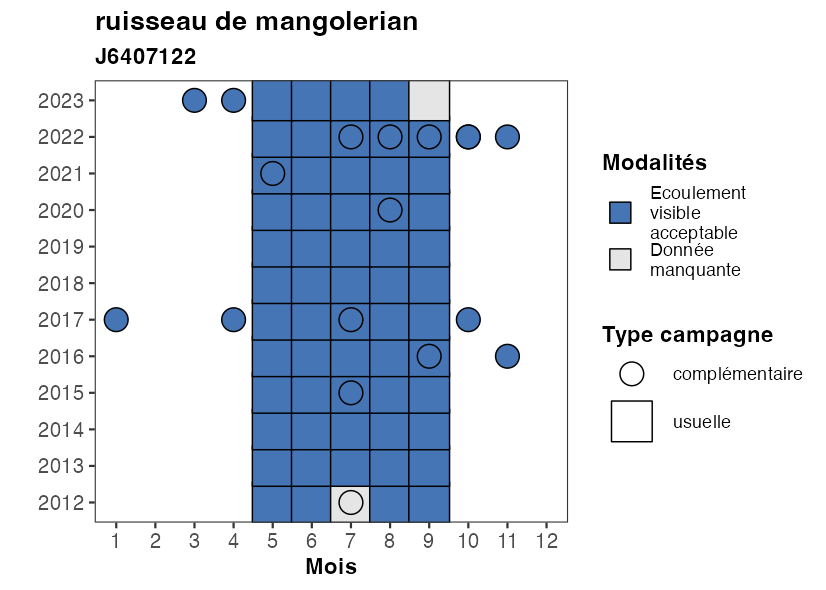 ruisseau de mangolerian
J6407122
2023
2022
2021
2020
2019
2018
2017
2016
2015
2014
2013
2012
1 2 3 4 5 6 7 8 9 10 11 12
Mois
Modalités
Ecoulement
visible
acceptable
Donnée
manquante
Type campagne
complémentaire
usuelle